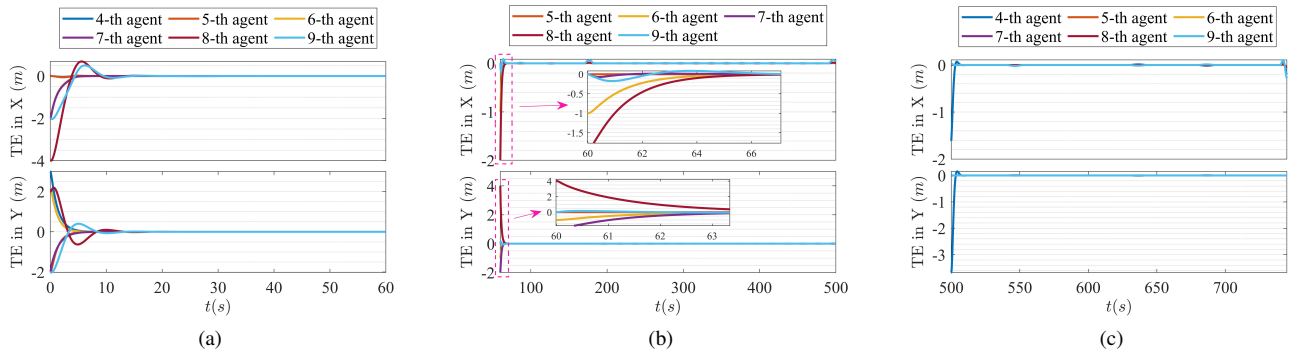 4-th agent 5-th agent 6-th agent
7-th agent 8-th agent 9-th agent
TE in X (m)
0
-2
-4
TE in Y (m)
2
0
-2
0 10 20 30 40 50 60
t(s)
(a)
5-th agent 6-th agent 7-th agent
8-th agent 9-th agent
TE in X (m)
0
-1
-2
0
-0.5
-1
-1.5
60 62 64 66
TE in Y (m)
4
2
0
-2
4
2
0
60 61 62 63
100 200 300 400 500
t(s)
(b)
4-th agent 5-th agent 6-th agent
7-th agent 8-th agent 9-th agent
TE in X (m)
0
-1
-2
TE in Y (m)
0
-1
-2
-3
500 550 600 650 700
t(s)
(c)